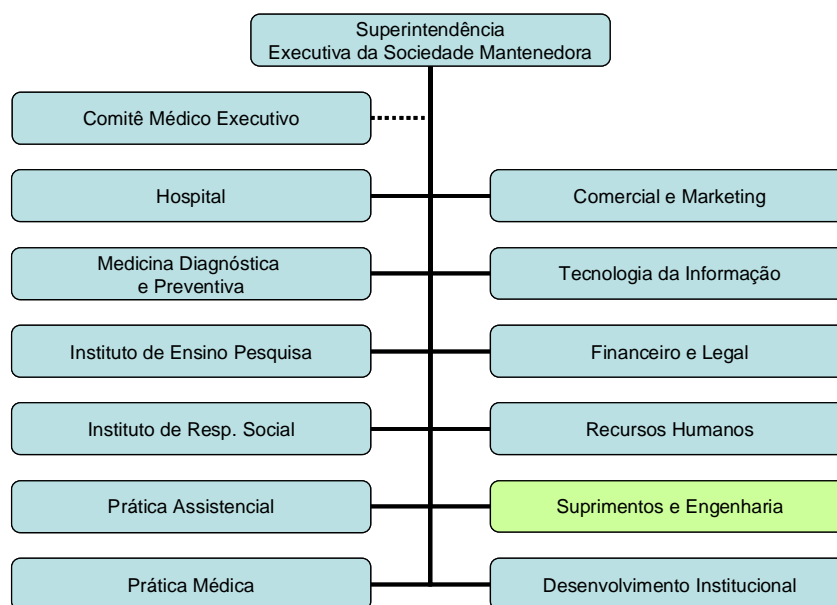 Superintendência
Executiva da Sociedade Mantenedora
Comitê Médico Executivo
Hospital
Comercial e Marketing
Medicina Diagnóstica
e Preventiva
Tecnologia da Informação
Instituto de Ensino Pesquisa
Financeiro e Legal
Instituto de Resp. Social
Recursos Humanos
Prática Assistencial
Suprimentos e Engenharia
Prática Médica
Desenvolvimento Institucional